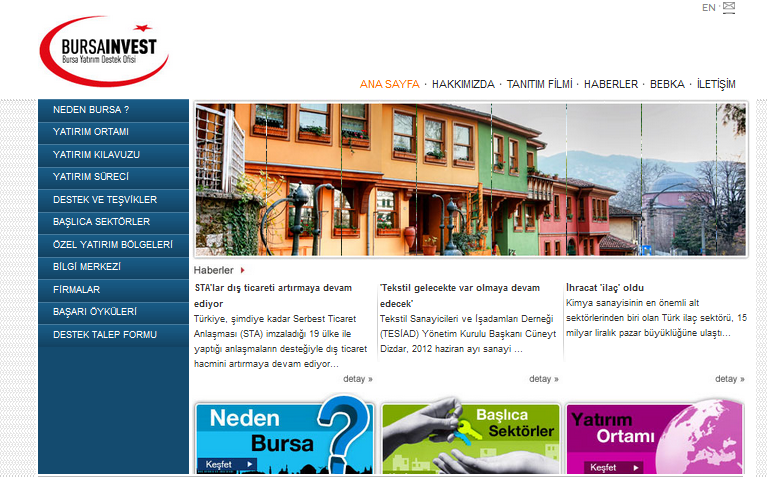 EN
BURSAINVEST
Bursa Yatırım Destek Ofisi
ANA SAYFA · HAKKIMIZDA · TANITIM FİLMİ · HABERLER · BEBKA · İLETİŞİM
NEDEN BURSA ?
YATIRIM ORTAMI
YATIRIM KILAVUZU
YATIRIM SÜRECİ
DESTEK VE TEŞVİKLER
BAŞLICA SEKTÖRLER
ÖZEL YATIRIM BÖLGELERİ
BİLGİ MERKEZİ
FİRMALAR
BAŞARI ÖYKÜLERİ
DESTEK TALEP FORMU
Haberler
STA'lar dış ticareti artırmaya devam
ediyor
Türkiye, şimdiye kadar Serbest Ticaret
Anlaşması (STA) imzaladığı 19 ülke ile
yaptığı anlaşmaların desteğiyle dış ticaret
hacmini artırmaya devam ediyor…
detay »
'Tekstil gelecekte var olmaya devam
edecek'
Tekstil Sanayicileri ve İşadamları Derneği
(TESİAD) Yönetim Kurulu Başkanı Cüneyt
Dizdar, 2012 haziran ayı sanayi …
detay »
İhracat 'ilaç' oldu
Kimya sanayisinin en önemli alt
sektörlerinden biri olan Türk ilaç sektörü, 15
milyar liralık pazar büyüklüğüne ulaştı…
detay »
Neden
Bursa
Keşfet
Başlıca
Sektörler
Yatırım
Ortamı
Keşfet